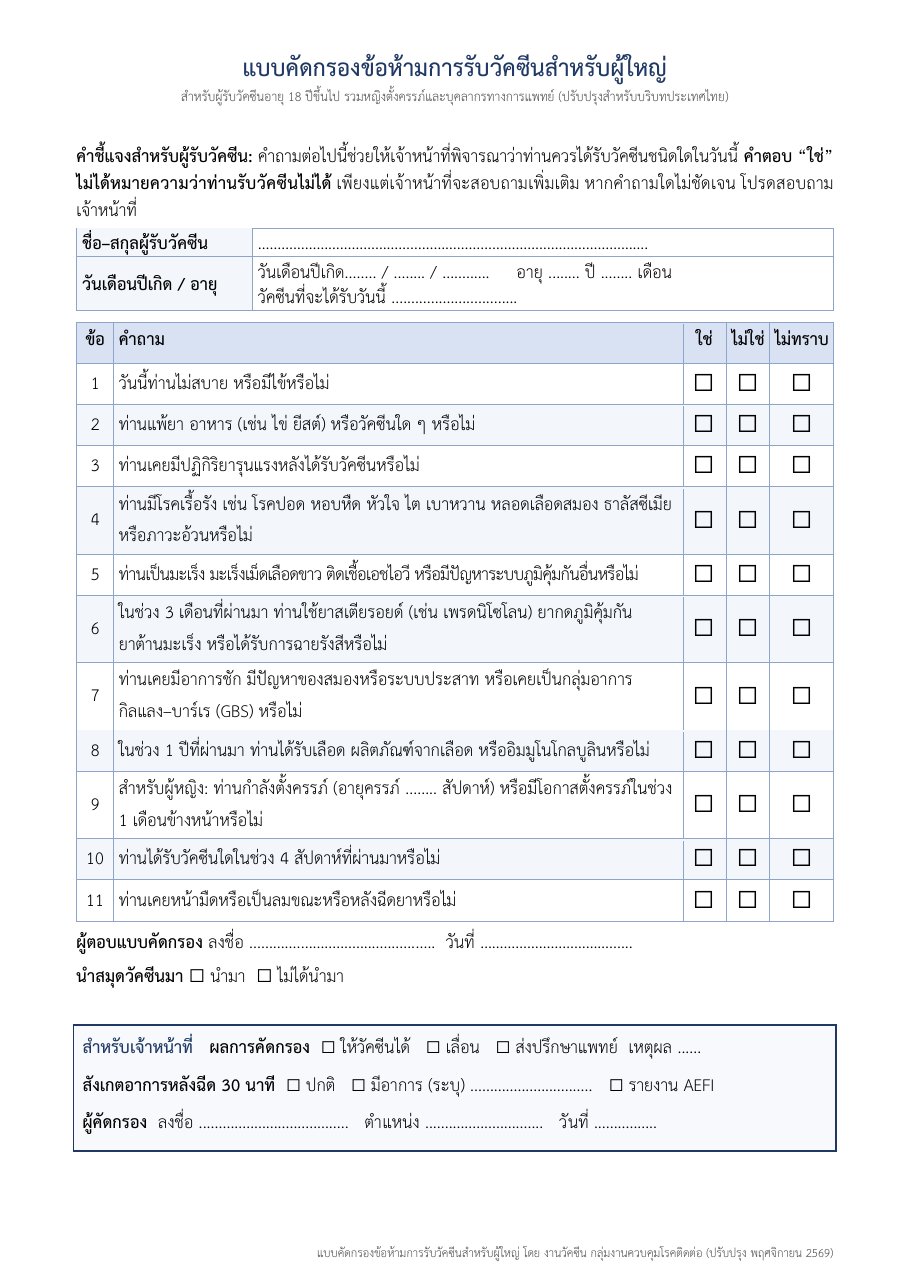 แบบคัดกรองข้อห้ามการรับวัคซีนสำหรับผู้ใหญ่
สำหรับผู้รับวัคซีนอายุ 18 ปีขึ้นไป รวมหญิงตั้งครรภ์และบุคลากรทางการแพทย์ (ปรับปรุงสำหรับบริบทประเทศไทย)
คำชี้แจงสำหรับผู้รับวัคซีน: คำถามต่อไปนี้ช่วยให้เจ้าหน้าที่พิจารณาว่าท่านควรได้รับวัคซีนชนิดใดในวันนี้ คำตอบ “ใช่”
ไม่ได้หมายความว่าท่านรับวัคซีนไม่ได้ เพียงแต่เจ้าหน้าที่จะสอบถามเพิ่มเติม หากคำถามใดไม่ชัดเจน โปรดสอบถาม
เจ้าหน้าที่
ชื่อ–สกุลผู้รับวัคซีน ....................................................................................................
วันเดือนปีเกิด / อายุ วันเดือนปีเกิด........ / ........ / ........... อายุ ........ ปี ........ เดือน
วัคซีนที่จะได้รับวันนี้ ................................
ข้อ คำถาม ใช่ ไม่ใช่ ไม่ทราบ
1 วันนี้ท่านไม่สบาย หรือมีไข้หรือไม่ ☐ ☐ ☐
2 ท่านแพ้ยา อาหาร (เช่น ไข่ ยีสต์) หรือวัคซีนใด ๆ หรือไม่ ☐ ☐ ☐
3 ท่านเคยมีปฏิกิริยารุนแรงหลังได้รับวัคซีนหรือไม่ ☐ ☐ ☐
4 ท่านมีโรคเรื้อรัง เช่น โรคปอด หอบหืด หัวใจ ไต เบาหวาน หลอดเลือดสมอง ธาลัสซีเมีย
หรือภาวะอ้วนหรือไม่ ☐ ☐ ☐
5 ท่านเป็นมะเร็ง มะเร็งเม็ดเลือดขาว ติดเชื้อเอชไอวี หรือมีปัญหาระบบภูมิคุ้มกันอื่นหรือไม่ ☐ ☐ ☐
6 ในช่วง 3 เดือนที่ผ่านมา ท่านใช้ยาสเตียรอยด์ (เช่น เพรดนิโซโลน) ยากดภูมิคุ้มกัน
ยาต้านมะเร็ง หรือได้รับการฉายรังสีหรือไม่ ☐ ☐ ☐
7 ท่านเคยมีอาการชัก มีปัญหาของสมองหรือระบบประสาท หรือเคยเป็นกลุ่มอาการ
กิลแลง–บาร์เร (GBS) หรือไม่ ☐ ☐ ☐
8 ในช่วง 1 ปีที่ผ่านมา ท่านได้รับเลือด ผลิตภัณฑ์จากเลือด หรืออิมมูโนโกลบูลินหรือไม่ ☐ ☐ ☐
9 สำหรับผู้หญิง: ท่านกำลังตั้งครรภ์ (อายุครรภ์ ........ สัปดาห์) หรือมีโอกาสตั้งครรภ์ในช่วง
1 เดือนข้างหน้าหรือไม่ ☐ ☐ ☐
10 ท่านได้รับวัคซีนใดในช่วง 4 สัปดาห์ที่ผ่านมาหรือไม่ ☐ ☐ ☐
11 ท่านเคยหน้ามืดหรือเป็นลมขณะหรือหลังฉีดยาหรือไม่ ☐ ☐ ☐
ผู้ตอบแบบคัดกรอง ลงชื่อ ............................................... วันที่ .......................................
นำสมุดวัคซีนมา ☐ นำมา ☐ ไม่ได้นำมา
สำหรับเจ้าหน้าที่ ผลการคัดกรอง ☐ ให้วัคซีนได้ ☐ เลื่อน ☐ ส่งปรึกษาแพทย์ เหตุผล ......
สังเกตอาการหลังฉีด 30 นาที ☐ ปกติ ☐ มีอาการ (ระบุ) ............................... ☐ รายงาน AEFI
ผู้คัดกรอง ลงชื่อ ...................................... ตำแหน่ง .............................. วันที่ ................
แบบคัดกรองข้อห้ามการรับวัคซีนสำหรับผู้ใหญ่ โดย งานวัคซีน กลุ่มงานควบคุมโรคติดต่อ (ปรับปรุง พฤศจิกายน 2569)